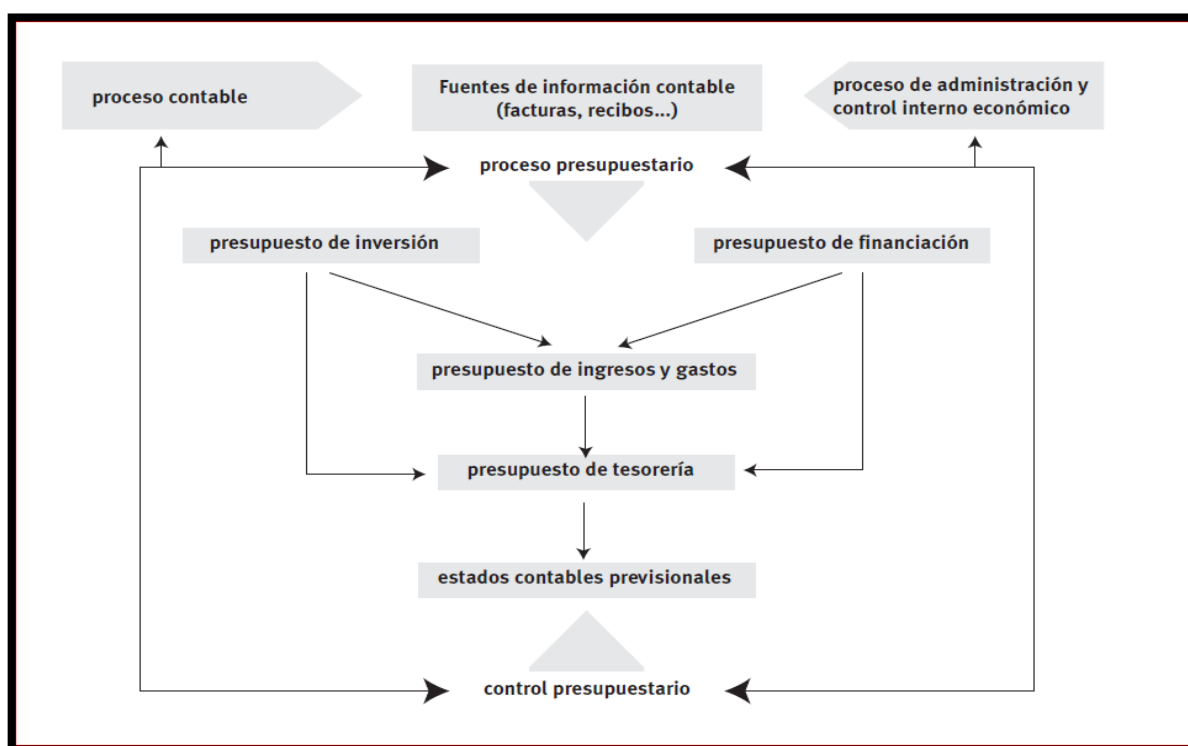 proceso contable
Fuentes de información contable
(facturas, recibos...)
proceso de administración y
control interno económico
proceso presupuestario
presupuesto de inversión
presupuesto de financiación
presupuesto de ingresos y gastos
presupuesto de tesorería
estados contables previsionales
control presupuestario